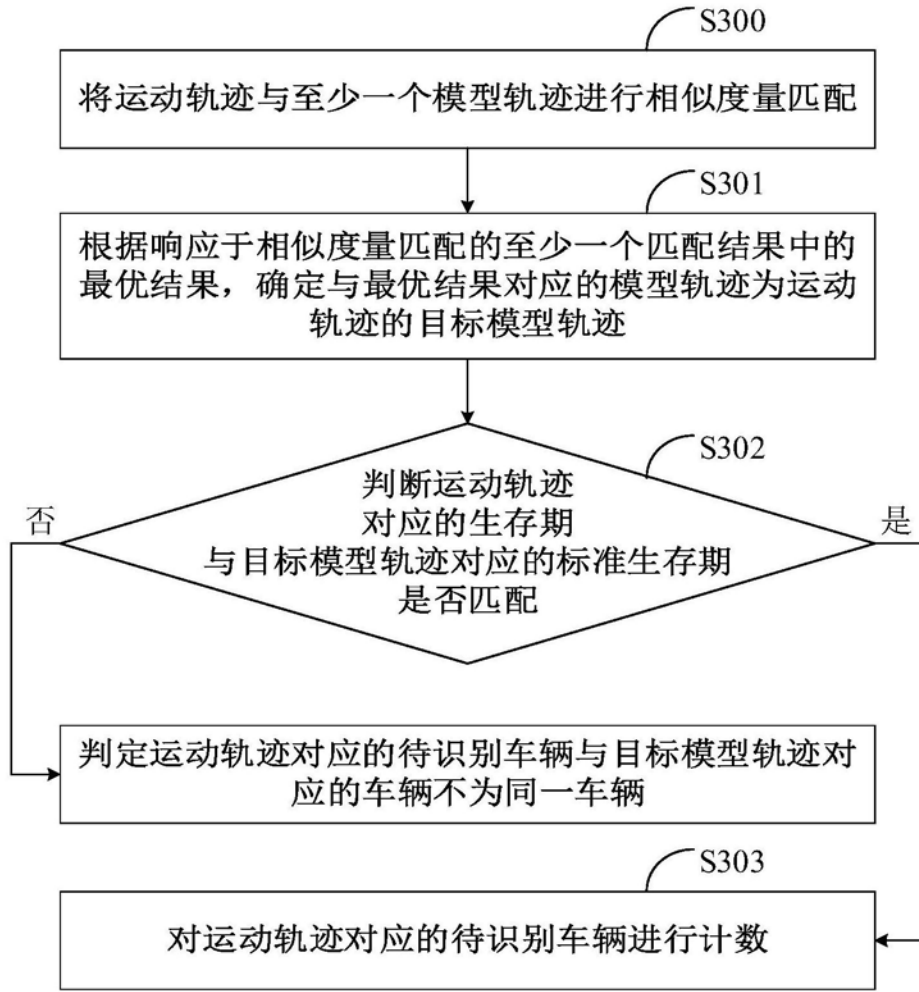 S300
将运动轨迹与至少一个模型轨迹进行相似度量匹配
S301
根据响应于相似度量匹配的至少一个匹配结果中的
最优结果，确定与最优结果对应的模型轨迹为运动
轨迹的目标模型轨迹
S302
判断运动轨迹
对应的生存期
与目标模型轨迹对应的标准生存期
是否匹配
否
是
判定运动轨迹对应的待识别车辆与目标模型轨迹对
应的车辆不为同一车辆
S303
对运动轨迹对应的待识别车辆进行计数